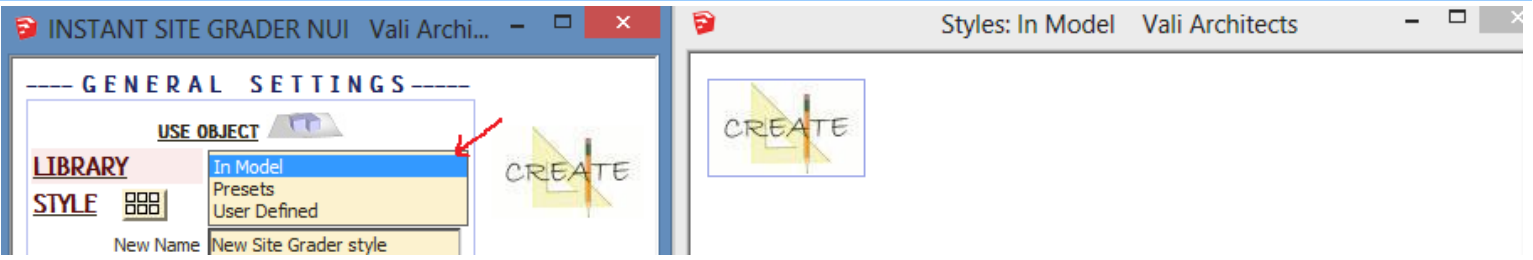 INSTANT SITE GRADER NUI Vali Archi...
---- GENERAL SETTINGS-----
USE OBJECT
LIBRARY
In Model
Presets
STYLE
User Defined
New Name New Site Grader style
CREATE
Styles: In Model Vali Architects
CREATE